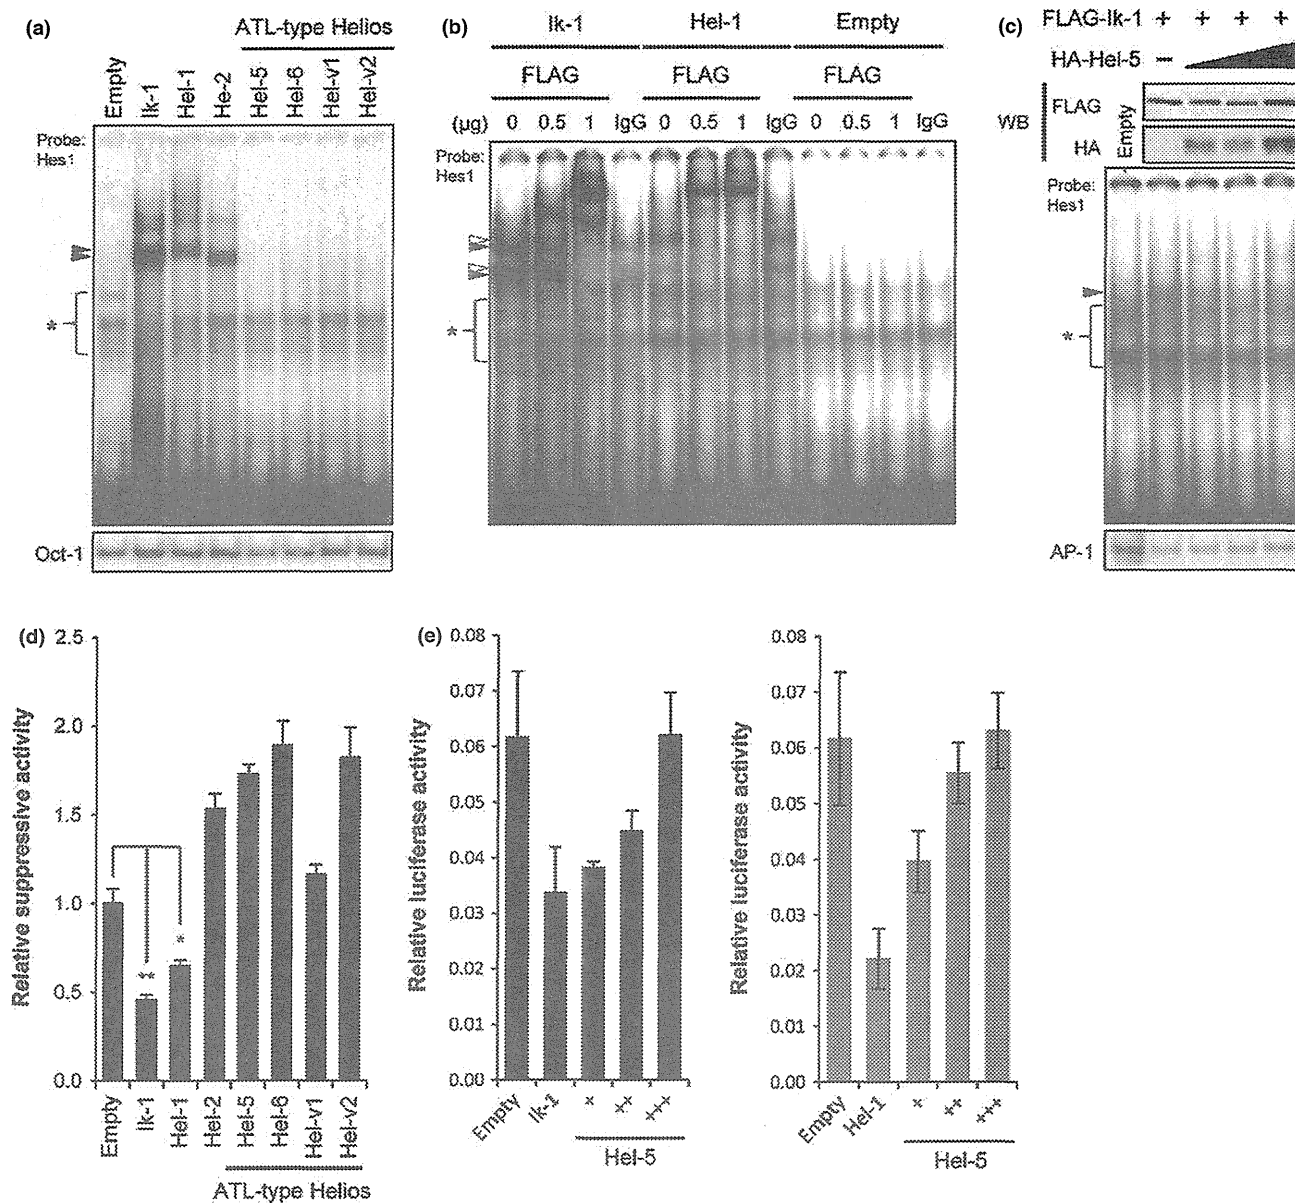 (a)
ATL-type Helios
Empty Ik-1 Hel-1 He-2 Hel-5 Hel-6 Hel-v1 Hel-v2
Probe:
Hes1
*
Oct-1
(b)
Ik-1 Hel-1 Empty
FLAG FLAG FLAG
(μg) 0 0.5 1 IgG 0 0.5 1 IgG 0 0.5 1 IgG
Probe:
Hes1
*
(c)
FLAG-Ik-1 + + + +
HA-Hel-5 −
WB
FLAG
HA
Empty
Probe:
Hes1
*
AP-1
(d)
Relative suppressive activity
2.5
2.0
1.5
1.0
0.5
0.0
**
*
Empty Ik-1 Hel-1 Hel-2 Hel-5 Hel-6 Hel-v1 Hel-v2
ATL-type Helios
(e)
Relative luciferase activity
0.08
0.07
0.06
0.05
0.04
0.03
0.02
0.01
0.00
Empty Ik-1 + ++ +++
Hel-5
Relative luciferase activity
0.08
0.07
0.06
0.05
0.04
0.03
0.02
0.01
0.00
Empty Hel-1 + ++ +++
Hel-5